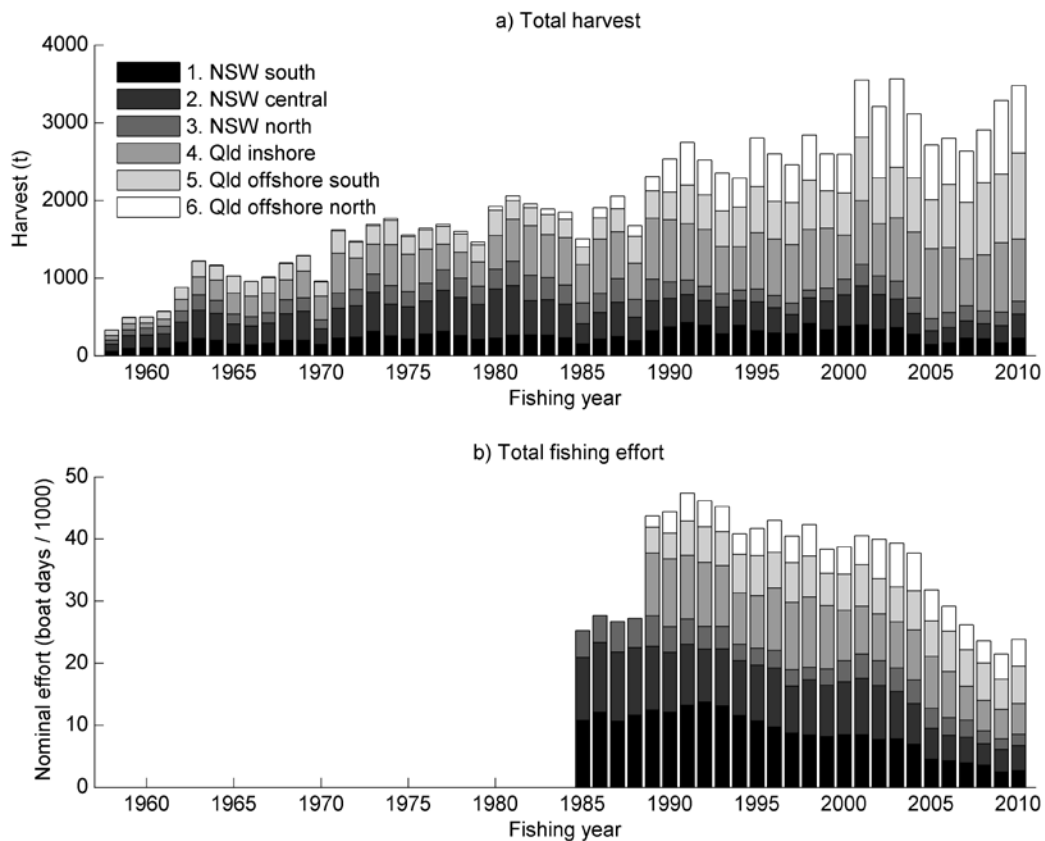 a) Total harvest
Harvest (t)
4000
3000
2000
1000
0
1. NSW south
2. NSW central
3. NSW north
4. Qld inshore
5. Qld offshore south
6. Qld offshore north
1960 1965 1970 1975 1980 1985 1990 1995 2000 2005 2010
Fishing year
b) Total fishing effort
Nominal effort (boat days / 1000)
50
40
30
20
10
0
1960 1965 1970 1975 1980 1985 1990 1995 2000 2005 2010
Fishing year